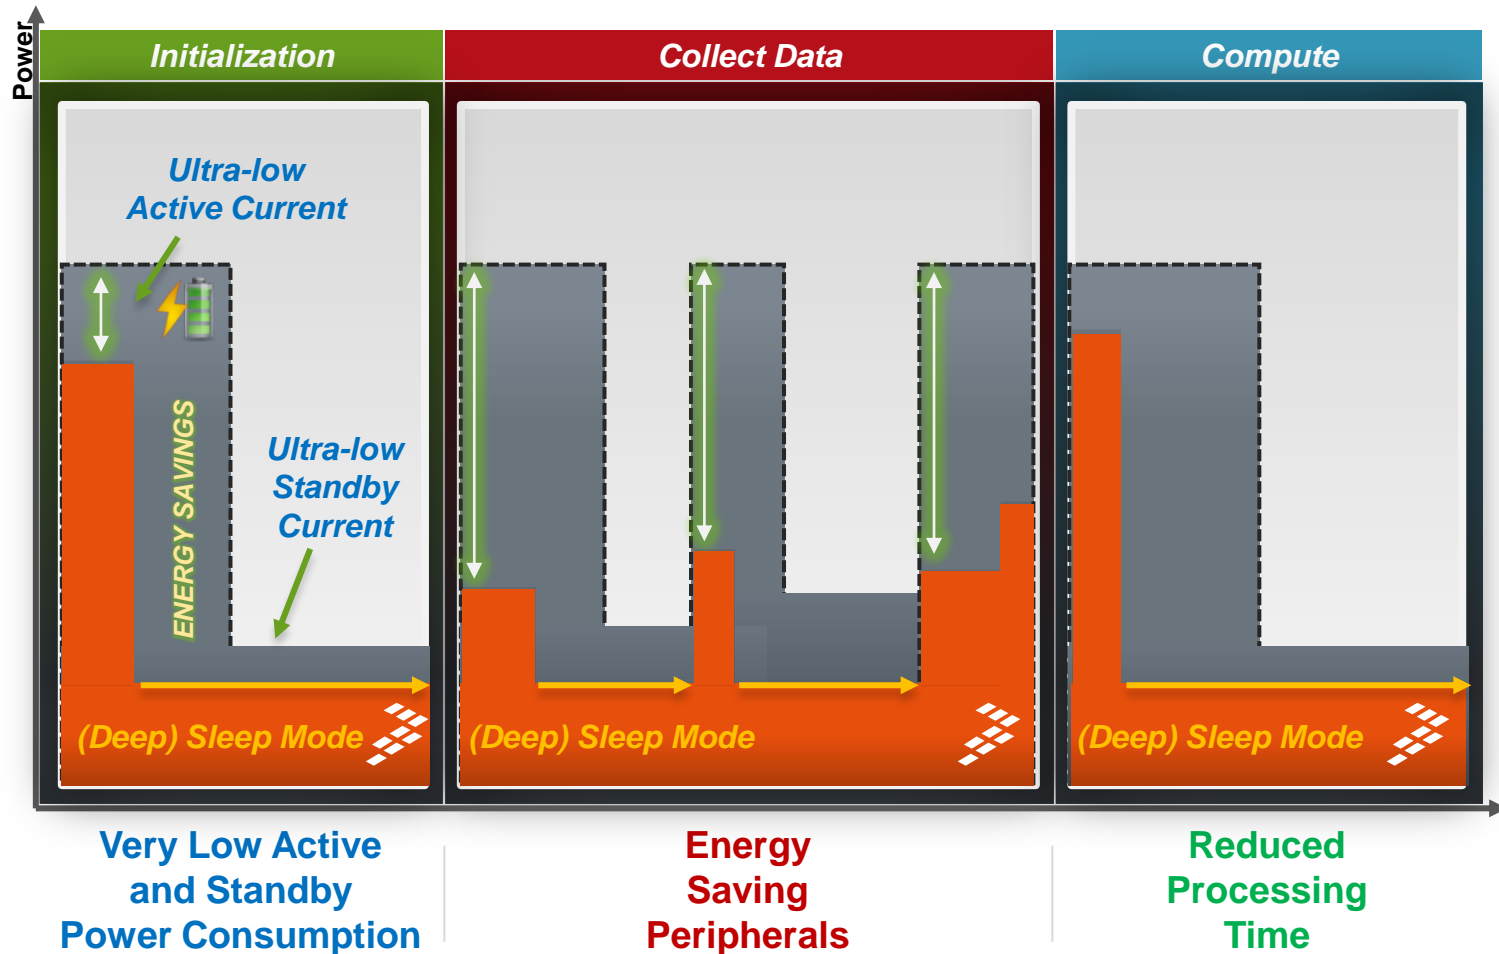 Power
Initialization
Collect Data
Compute
Ultra-low
Active Current
ENERGY SAVINGS
Ultra-low
Standby
Current
(Deep) Sleep Mode
(Deep) Sleep Mode
(Deep) Sleep Mode
Very Low Active
and Standby
Power Consumption
Energy
Saving
Peripherals
Reduced
Processing
Time